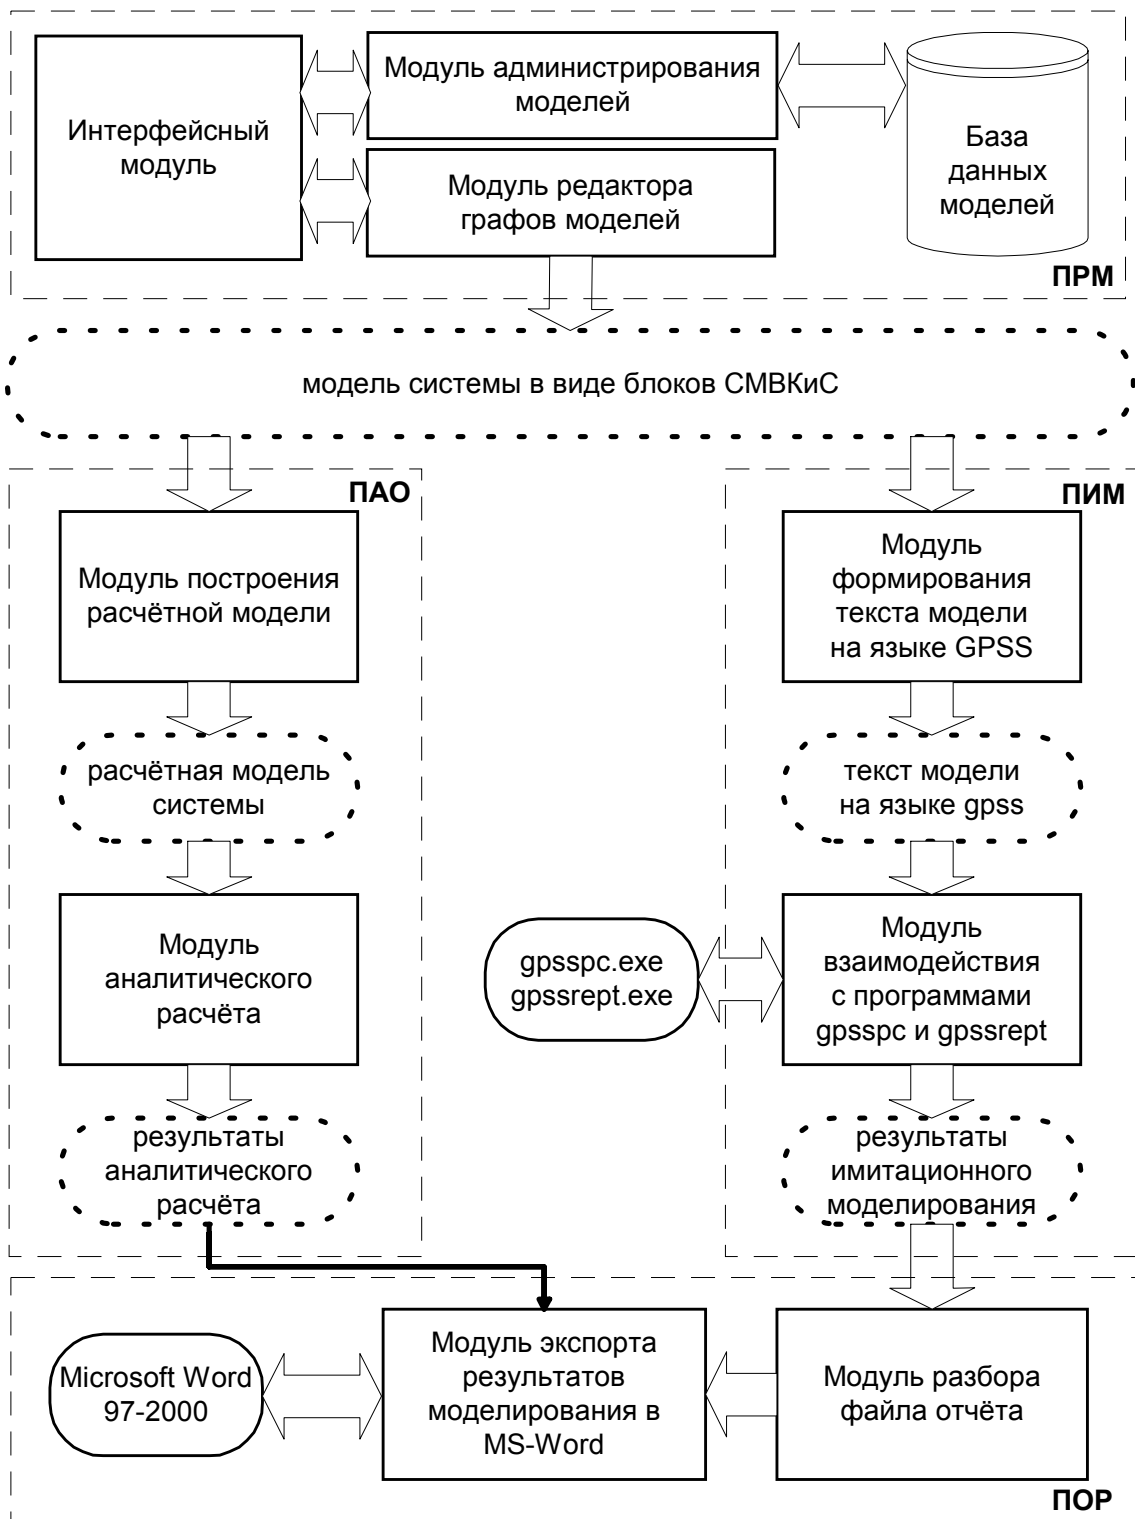 Интерфейсный
модуль
Модуль администрирования
моделей
Модуль редактора
графов моделей
База
данных
моделей
ПРМ
модель системы в виде блоков СМВКиС
ПАО
Модуль построения
расчётной модели
расчётная модель
системы
Модуль
аналитического
расчёта
результаты
аналитического
расчёта
ПИМ
Модуль
формирования
текста модели
на языке GPSS
текст модели
на языке gpss
gpsspc.exe
gpssrept.exe
Модуль
взаимодействия
с программами
gpsspc и gpssrept
результаты
имитационного
моделирования
Microsoft Word
97-2000
Модуль экспорта
результатов
моделирования в
MS-Word
Модуль разбора
файла отчёта
ПОР